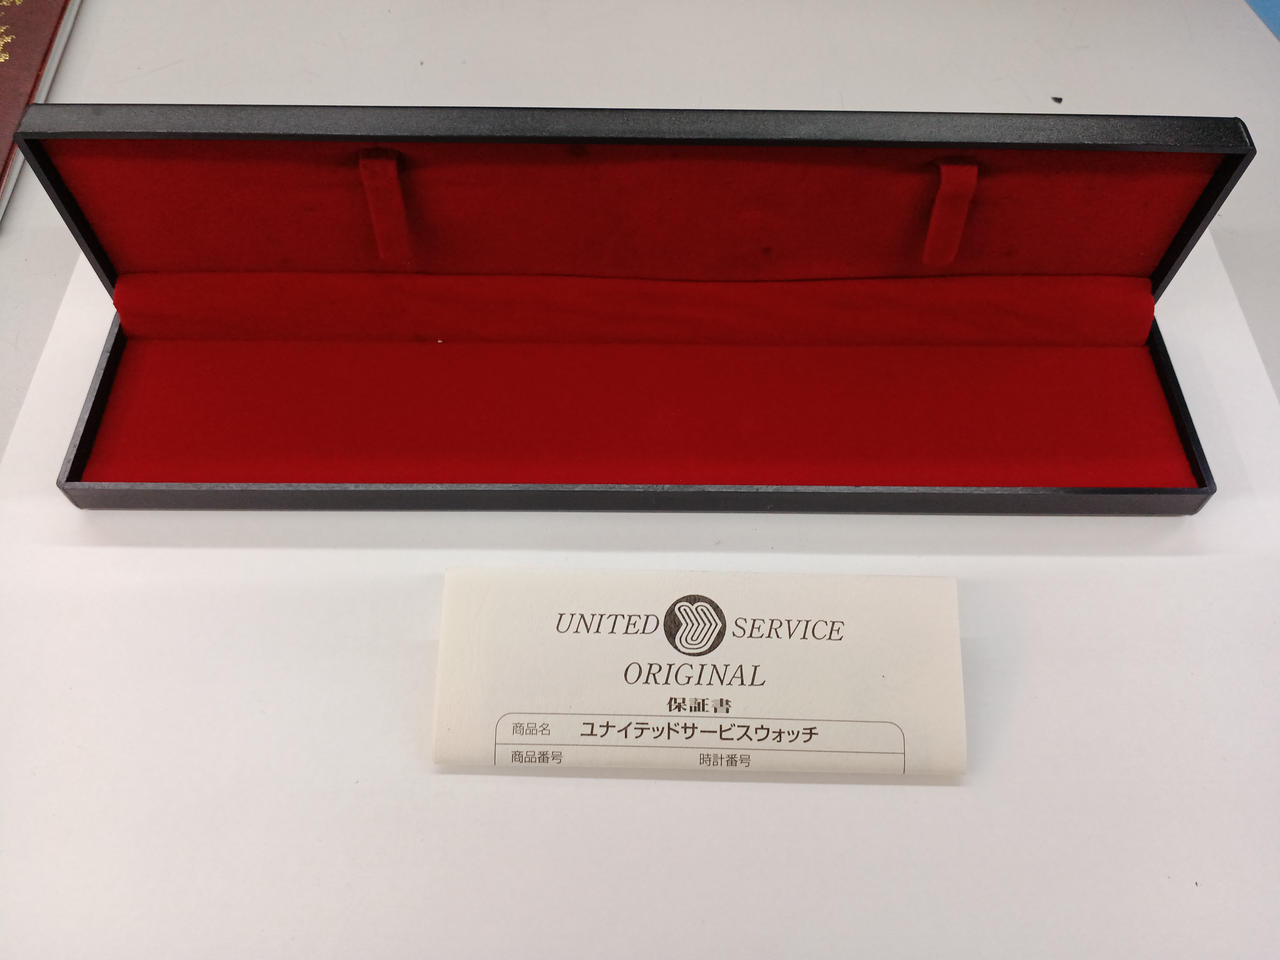 UNITED SERVICE
ORIGINAL
保証書
商品名 ユナイテッドサービスウォッチ
商品番号 時計番号